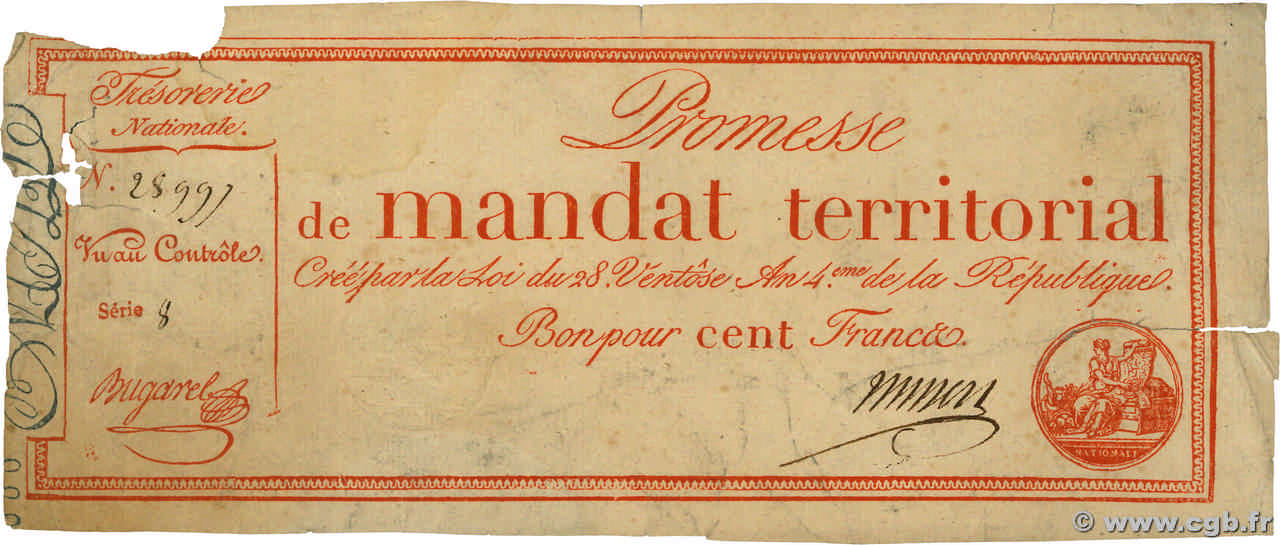 Trésorerie
Nationale.
N. 28997
Vu au Contrôle.
Série 8
Bugarel
Promesse
de mandat territorial
Créé par la Loi du 28. Ventôse An 4.eme de la République.
Bon pour cent Francs.
NATIONALE
© www.cgb.fr